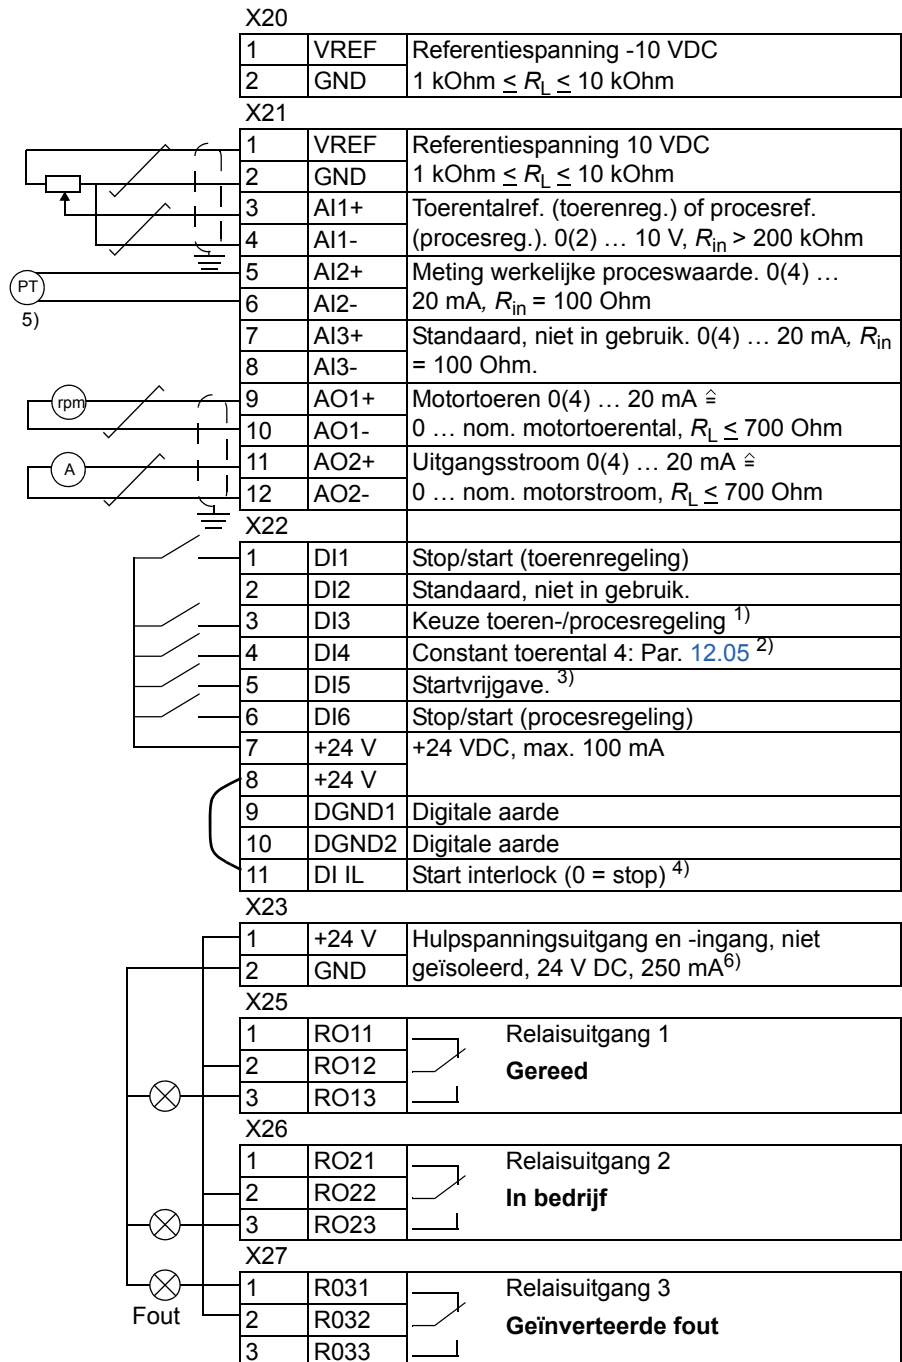 X20
1 VREF Referentiespanning -10 VDC
2 GND 1 kOhm ≤ RL ≤ 10 kOhm
X21
1 VREF Referentiespanning 10 VDC
2 GND 1 kOhm ≤ RL ≤ 10 kOhm
3 AI1+ Toerentalref. (toerenreg.) of procesref.
4 AI1- (procesreg.). 0(2) … 10 V, Rin > 200 kOhm
PT
5)
5 AI2+ Meting werkelijke proceswaarde. 0(4) …
6 AI2- 20 mA, Rin = 100 Ohm
7 AI3+ Standaard, niet in gebruik. 0(4) … 20 mA, Rin
8 AI3- = 100 Ohm.
rpm
9 AO1+ Motortoeren 0(4) … 20 mA ≙
10 AO1- 0 … nom. motortoerental, RL ≤ 700 Ohm
A
11 AO2+ Uitgangsstroom 0(4) … 20 mA ≙
12 AO2- 0 … nom. motorstroom, RL ≤ 700 Ohm
X22
1 DI1 Stop/start (toerenregeling)
2 DI2 Standaard, niet in gebruik.
3 DI3 Keuze toeren-/procesregeling 1)
4 DI4 Constant toerental 4: Par. 12.05 2)
5 DI5 Startvrijgave. 3)
6 DI6 Stop/start (procesregeling)
7 +24 V +24 VDC, max. 100 mA
8 +24 V
9 DGND1 Digitale aarde
10 DGND2 Digitale aarde
11 DI IL Start interlock (0 = stop) 4)
X23
1 +24 V Hulpspanningsuitgang en -ingang, niet
2 GND geïsoleerd, 24 V DC, 250 mA6)
X25
1 RO11 Relaisuitgang 1
2 RO12 Gereed
3 RO13
X26
1 RO21 Relaisuitgang 2
2 RO22 In bedrijf
3 RO23
X27
1 R031 Relaisuitgang 3
Fout
2 R032 Geïnverteerde fout
3 R033